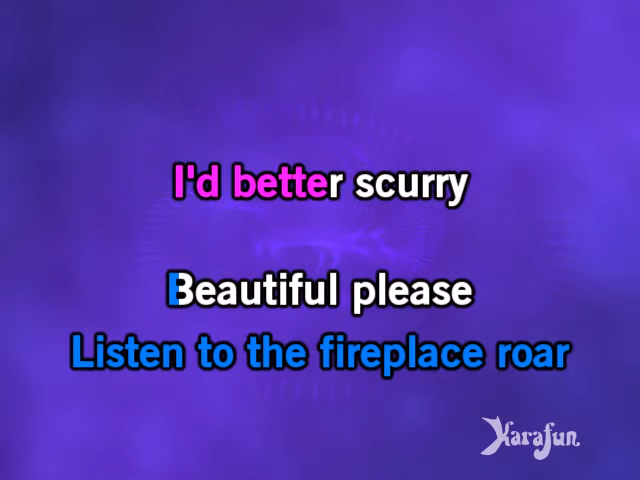 I'd better scurry
Beautiful please
Listen to the fireplace roar
Karafun